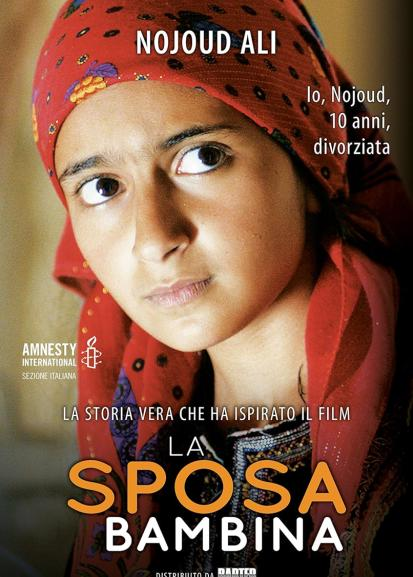 NOJOUD ALI
Io, Nojoud,
10 anni,
divorziata
AMNESTY
INTERNATIONAL
SEZIONE ITALIANA
LA STORIA VERA CHE HA ISPIRATO IL FILM
LA
SPOSA
BAMBINA
DISTRIBUITO DA BARTER